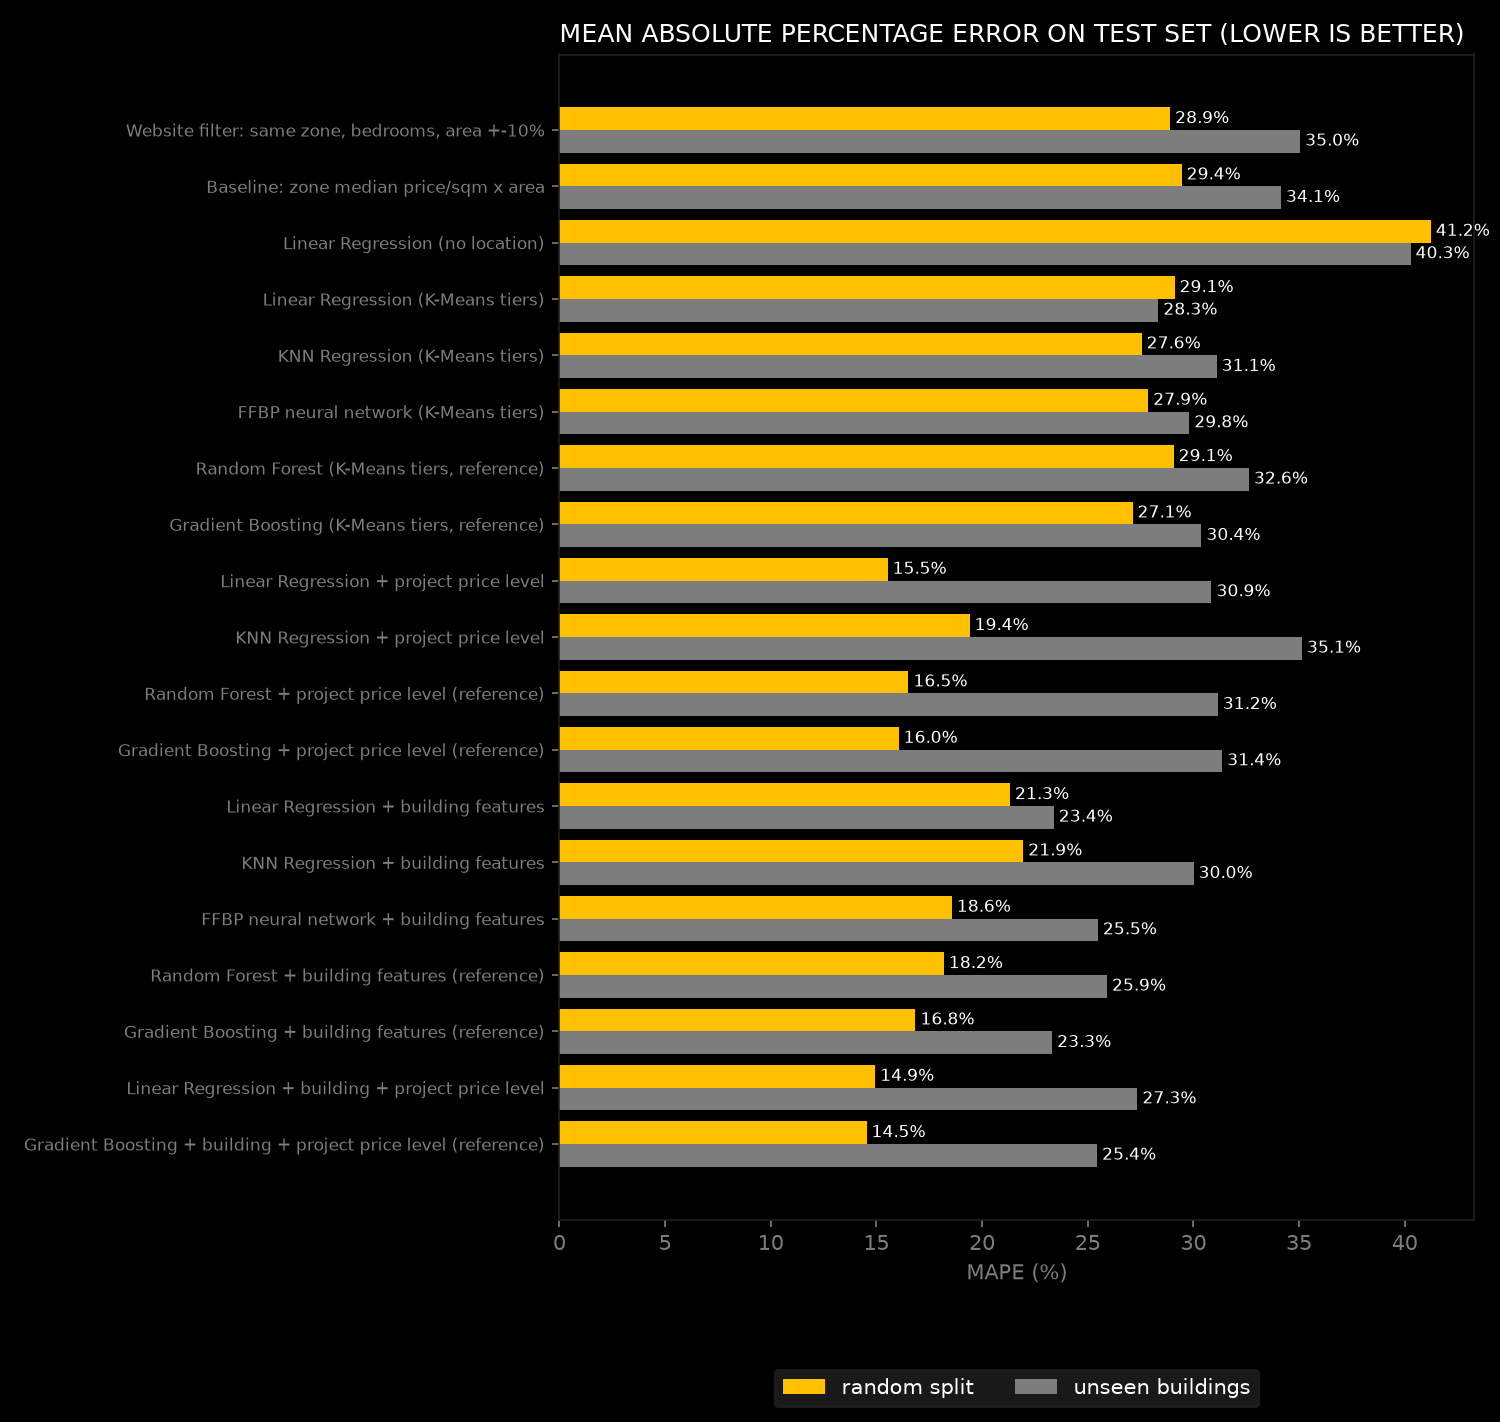 MEAN ABSOLUTE PERCENTAGE ERROR ON TEST SET (LOWER IS BETTER)
Website filter: same zone, bedrooms, area +-10%
28.9%
35.0%
Baseline: zone median price/sqm x area
29.4%
34.1%
Linear Regression (no location)
41.2%
40.3%
Linear Regression (K-Means tiers)
29.1%
28.3%
KNN Regression (K-Means tiers)
27.6%
31.1%
FFBP neural network (K-Means tiers)
27.9%
29.8%
Random Forest (K-Means tiers, reference)
29.1%
32.6%
Gradient Boosting (K-Means tiers, reference)
27.1%
30.4%
Linear Regression + project price level
15.5%
30.9%
KNN Regression + project price level
19.4%
35.1%
Random Forest + project price level (reference)
16.5%
31.2%
Gradient Boosting + project price level (reference)
16.0%
31.4%
Linear Regression + building features
21.3%
23.4%
KNN Regression + building features
21.9%
30.0%
FFBP neural network + building features
18.6%
25.5%
Random Forest + building features (reference)
18.2%
25.9%
Gradient Boosting + building features (reference)
16.8%
23.3%
Linear Regression + building + project price level
14.9%
27.3%
Gradient Boosting + building + project price level (reference)
14.5%
25.4%
0 5 10 15 20 25 30 35 40
MAPE (%)
random split unseen buildings